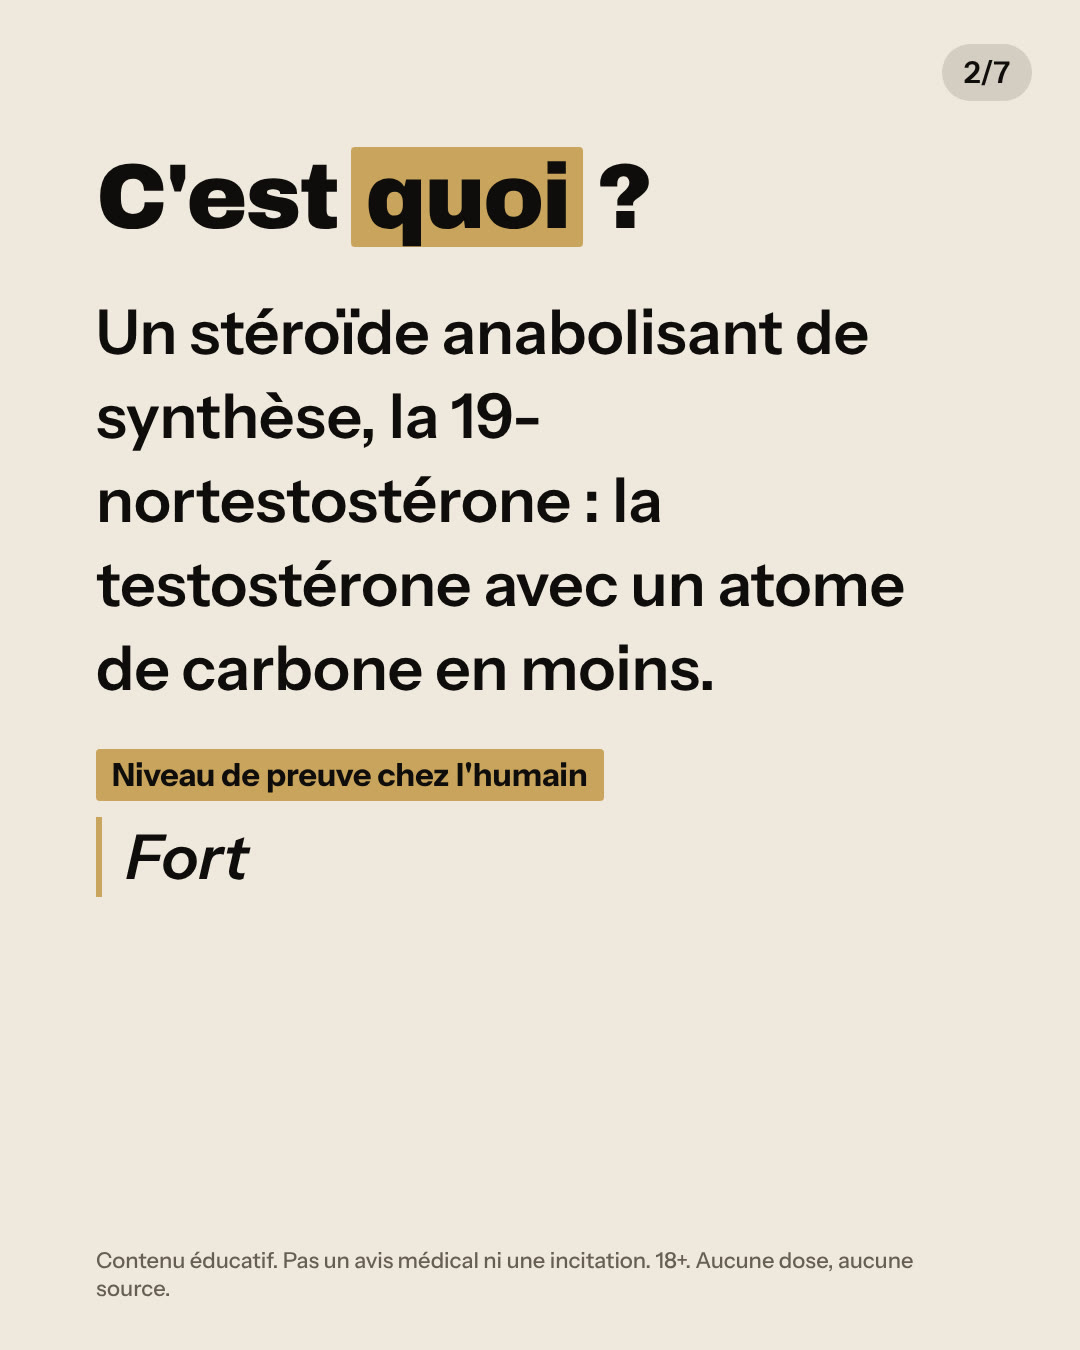 2/7
C'est quoi ?
Un stéroïde anabolisant de
synthèse, la 19-
nortestostérone : la
testostérone avec un atome
de carbone en moins.
Niveau de preuve chez l'humain
Fort
Contenu éducatif. Pas un avis médical ni une incitation. 18+. Aucune dose, aucune
source.